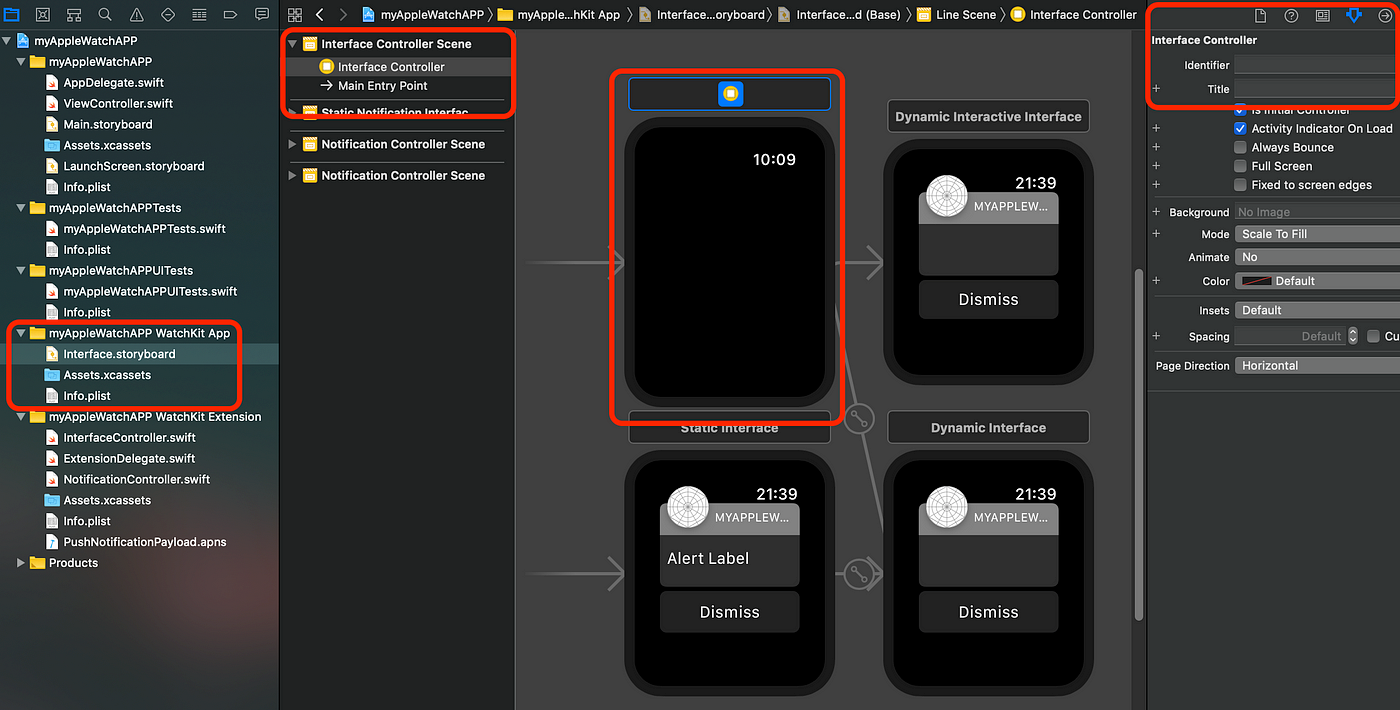 myAppleWatchAPP
myAppleWatchAPP
AppDelegate.swift
ViewController.swift
Main.storyboard
Assets.xcassets
LaunchScreen.storyboard
Info.plist
myAppleWatchAPPTests
myAppleWatchAPPTests.swift
Info.plist
myAppleWatchAPPUITests
myAppleWatchAPPUITests.swift
Info.plist
myAppleWatchAPP WatchKit App
Interface.storyboard
Assets.xcassets
Info.plist
myAppleWatchAPP WatchKit Extension
InterfaceController.swift
ExtensionDelegate.swift
NotificationController.swift
Assets.xcassets
Info.plist
PushNotificationPayload.apns
Products
myAppleWatchAPP myApple...hKit App Interface...oryboard Interface...d (Base) Line Scene Interface Controller
Interface Controller Scene
Interface Controller
Main Entry Point
Static Notification Interfac
Notification Controller Scene
Notification Controller Scene
10:09
Dynamic Interactive Interface
21:39
MYAPPLEW...
Dismiss
Static Interface
21:39
MYAPPLEW...
Alert Label
Dismiss
Dynamic Interface
21:39
MYAPPLEW...
Dismiss
Interface Controller
Identifier
Title
Is Initial Controller
Activity Indicator On Load
Always Bounce
Full Screen
Fixed to screen edges
Background No Image
Mode Scale To Fill
Animate No
Color Default
Insets Default
Spacing Default Cu
Page Direction Horizontal